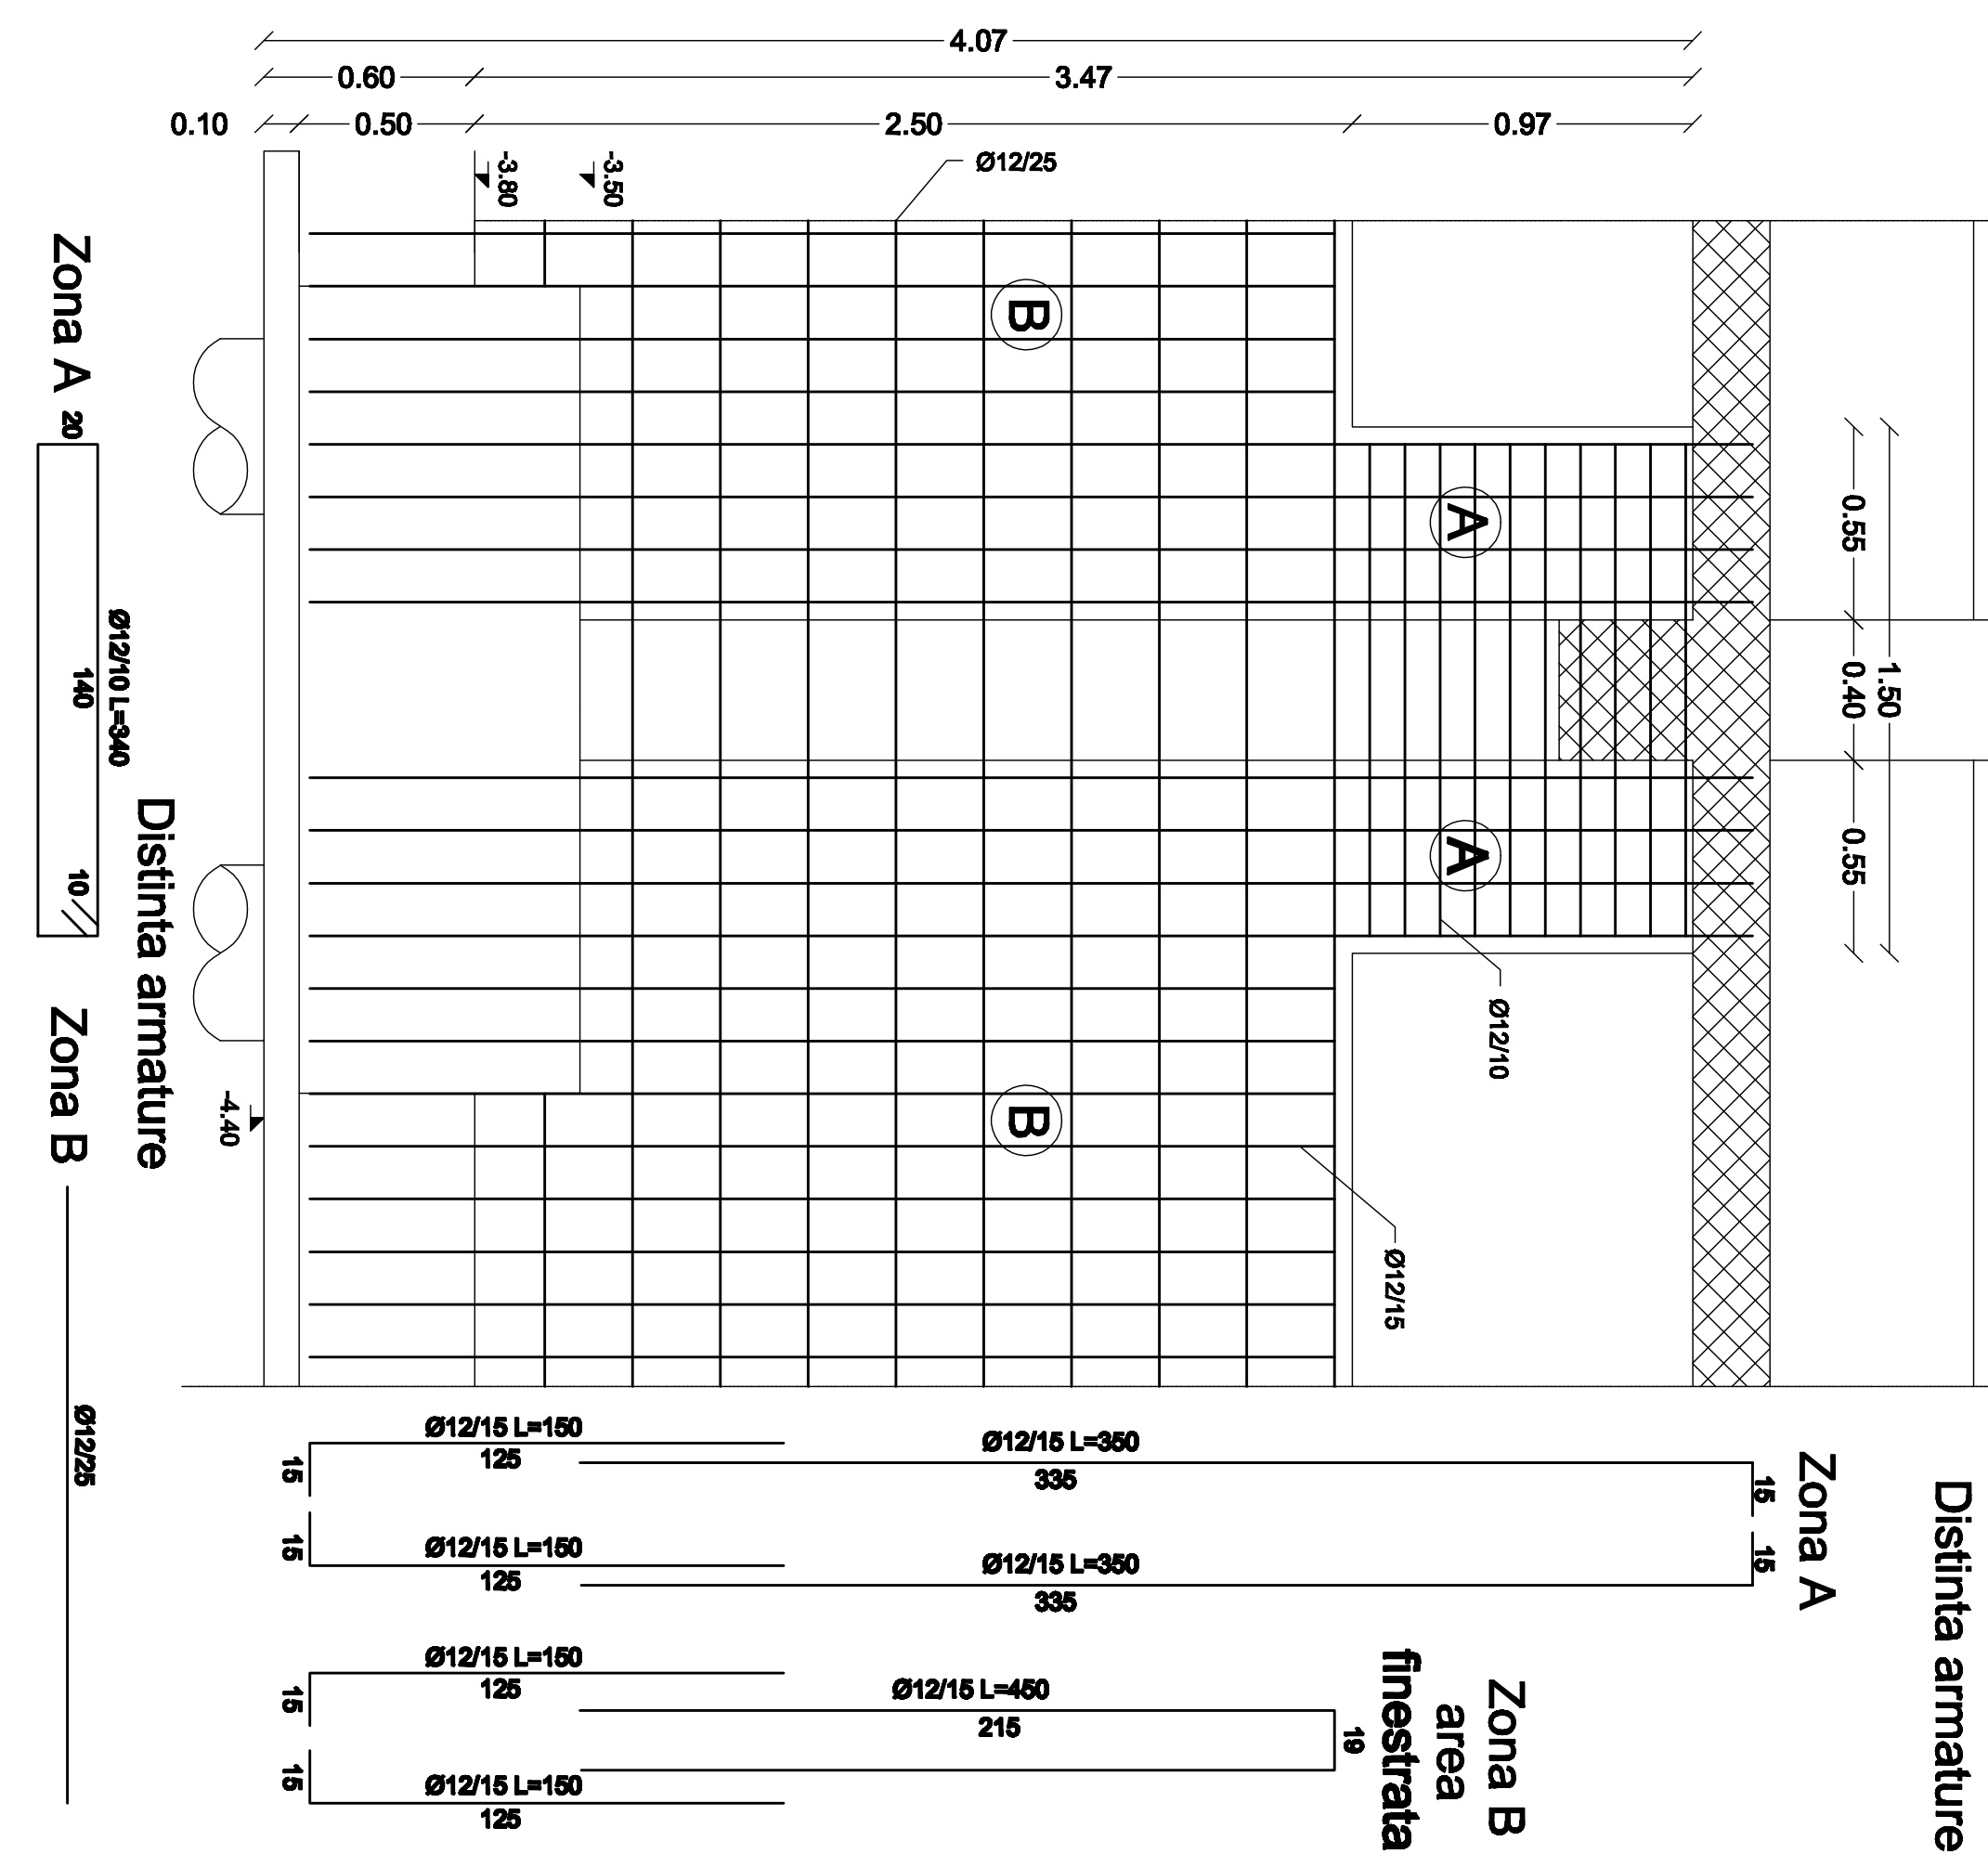 4.07
0.60
3.47
0.10
0.50
2.50
0.97
-3.80
-3.50
Ø12/25
B
A
A
B
0.55
0.40
0.55
1.50
Ø12/10
Ø12/15
-4.40
Distinta armature
Zona A
20
Ø12/10 L=340
140
10
Zona B
Ø12/25
Distinta armature
Zona A
Ø12/15 L=150
125
15
Ø12/15 L=350
335
15
Ø12/15 L=150
125
15
Ø12/15 L=350
335
15
Zona B
area
finestrata
Ø12/15 L=150
125
15
Ø12/15 L=450
215
19
Ø12/15 L=150
125
15